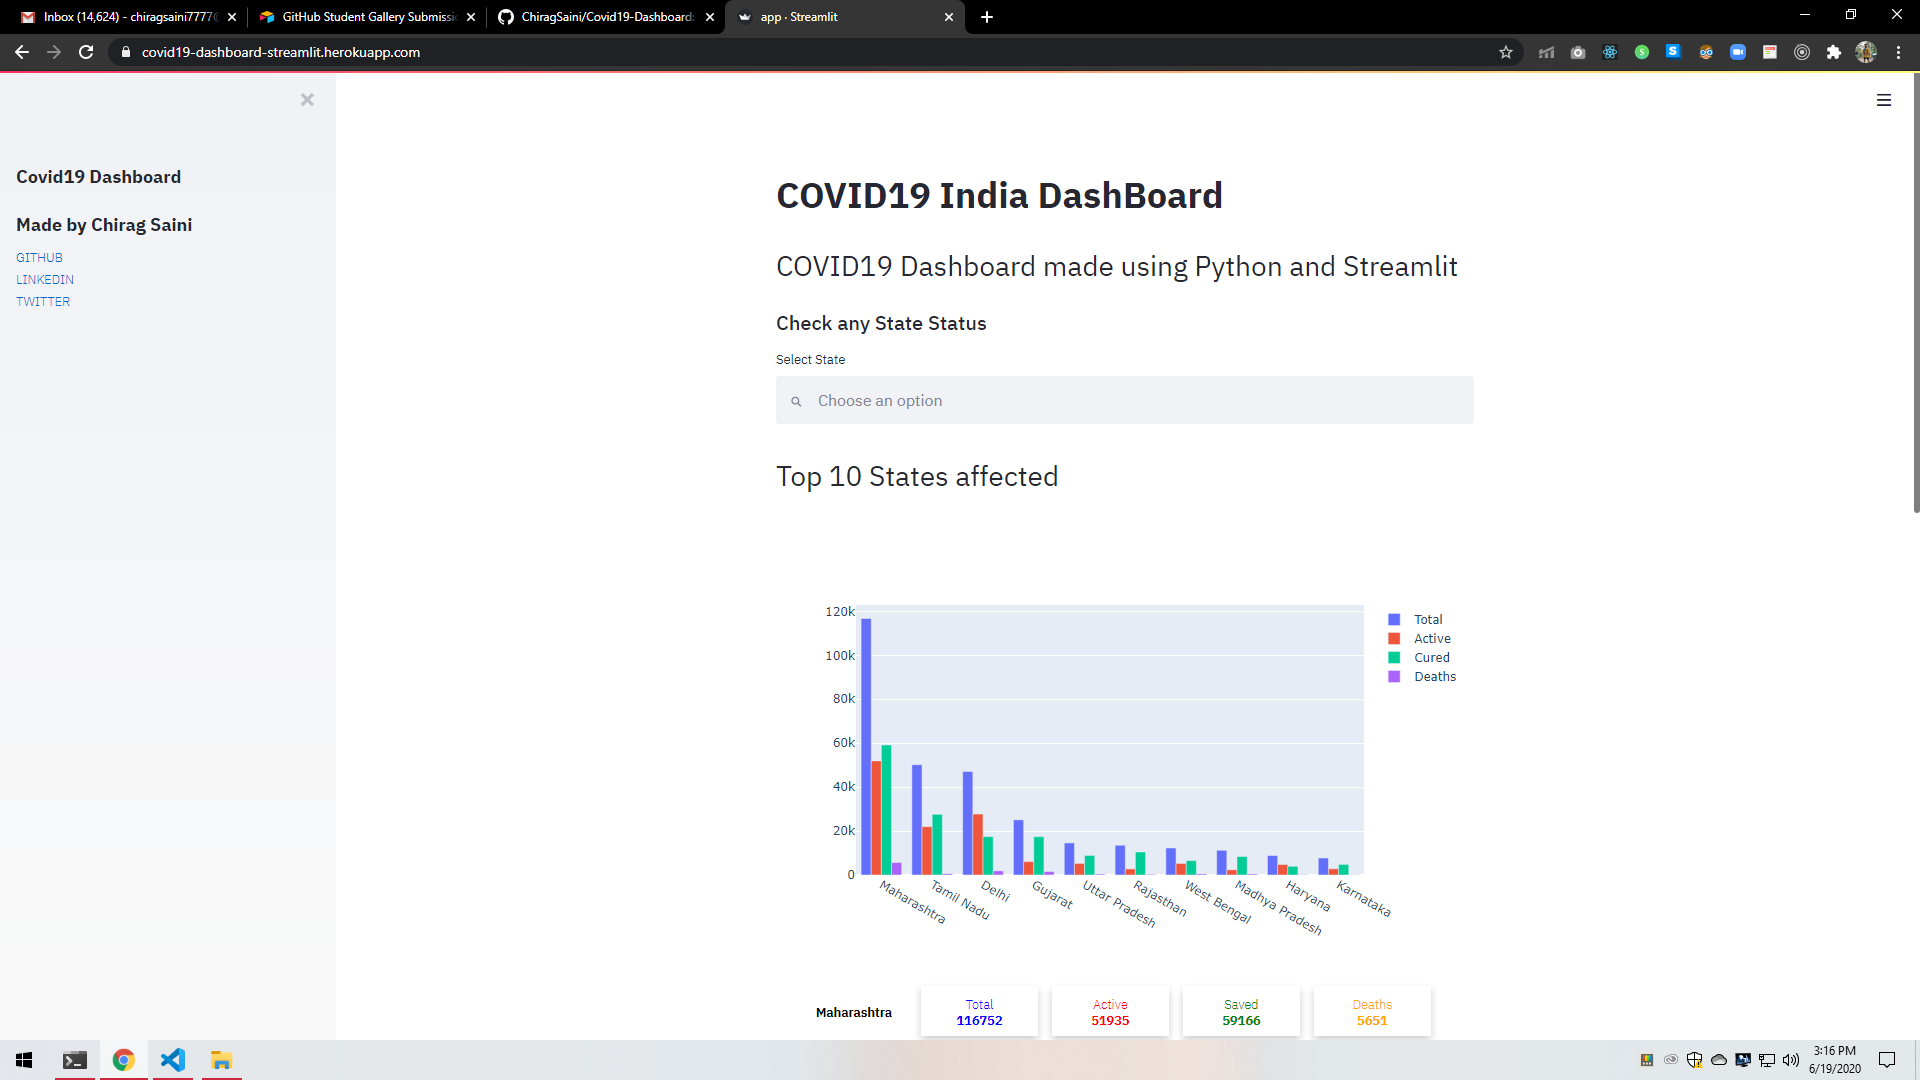 Inbox (14,624) - chiragsaini7777@
GitHub Student Gallery Submissio
ChiragSaini/Covid19-Dashboard:
app · Streamlit
covid19-dashboard-streamlit.herokuapp.com
Covid19 Dashboard
Made by Chirag Saini
GITHUB
LINKEDIN
TWITTER
COVID19 India DashBoard
COVID19 Dashboard made using Python and Streamlit
Check any State Status
Select State
Choose an option
Top 10 States affected
120k
100k
80k
60k
40k
20k
0
Total
Active
Cured
Deaths
Maharashtra
Tamil Nadu
Delhi
Gujarat
Uttar Pradesh
Rajasthan
West Bengal
Madhya Pradesh
Haryana
Karnataka
Maharashtra
Total
116752
Active
51935
Saved
59166
Deaths
5651
3:16 PM
6/19/2020